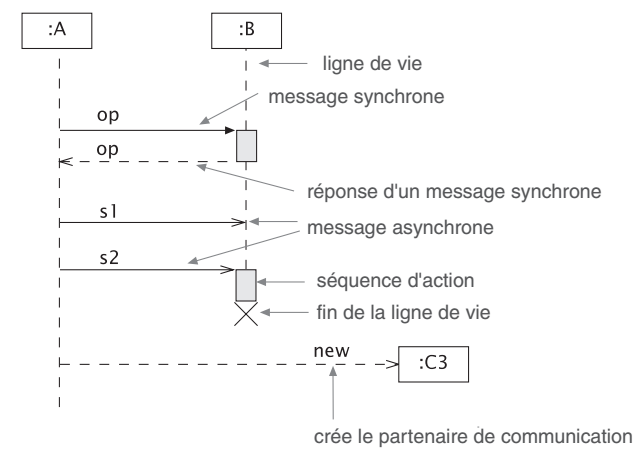 :A
:B
ligne de vie
message synchrone
op
op
réponse d'un message synchrone
s1
message asynchrone
s2
séquence d'action
fin de la ligne de vie
new
:C3
crée le partenaire de communication